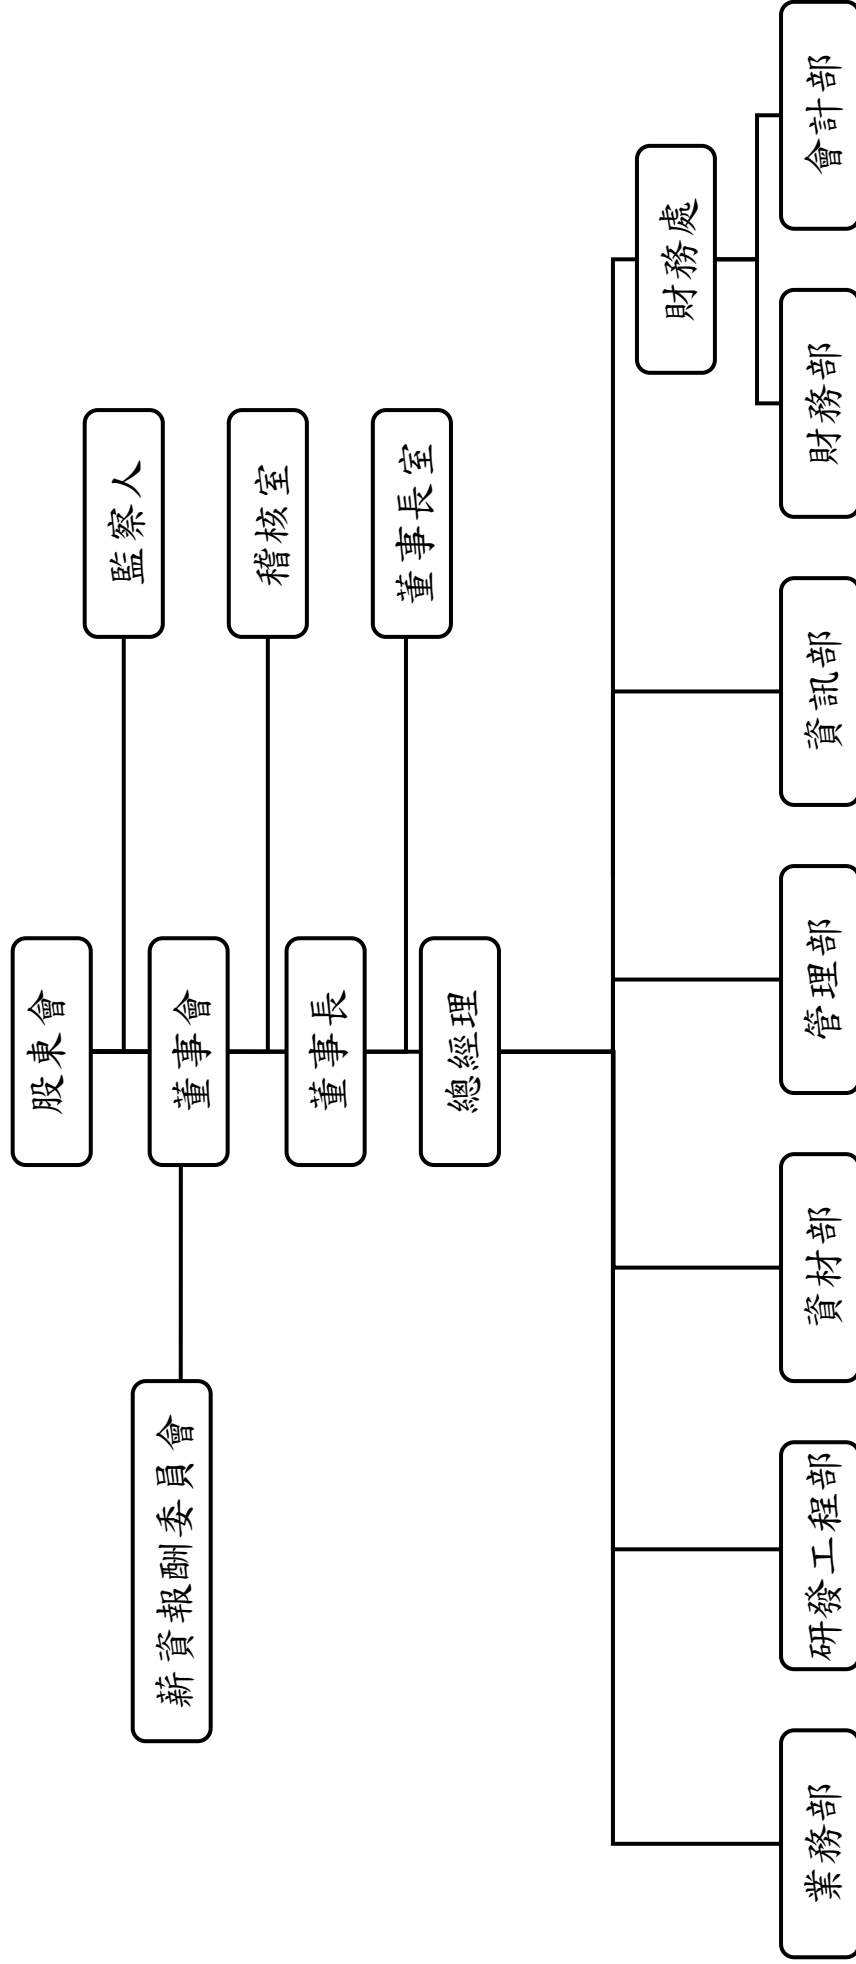 股東會
監察人
董事會
薪資報酬委員會
稽核室
董事長
董事長室
總經理
財務處
業務部
研發工程部
資材部
管理部
資訊部
財務部
會計部